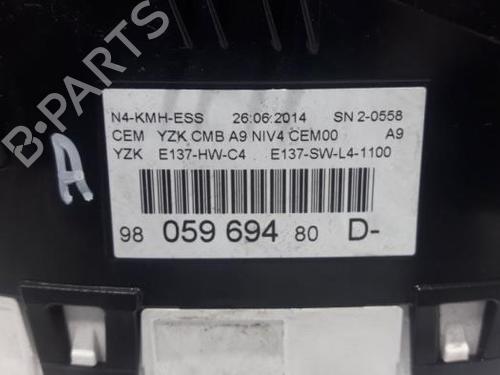 B-PARTS
N4-KMH-ESS 26.06.2014 SN 2-0558
CEM YZK CMB A9 NIV4 CEM00 A9
YZK E137-HW-C4 E137-SW-L4-1100
98 059 694 80 D-
A